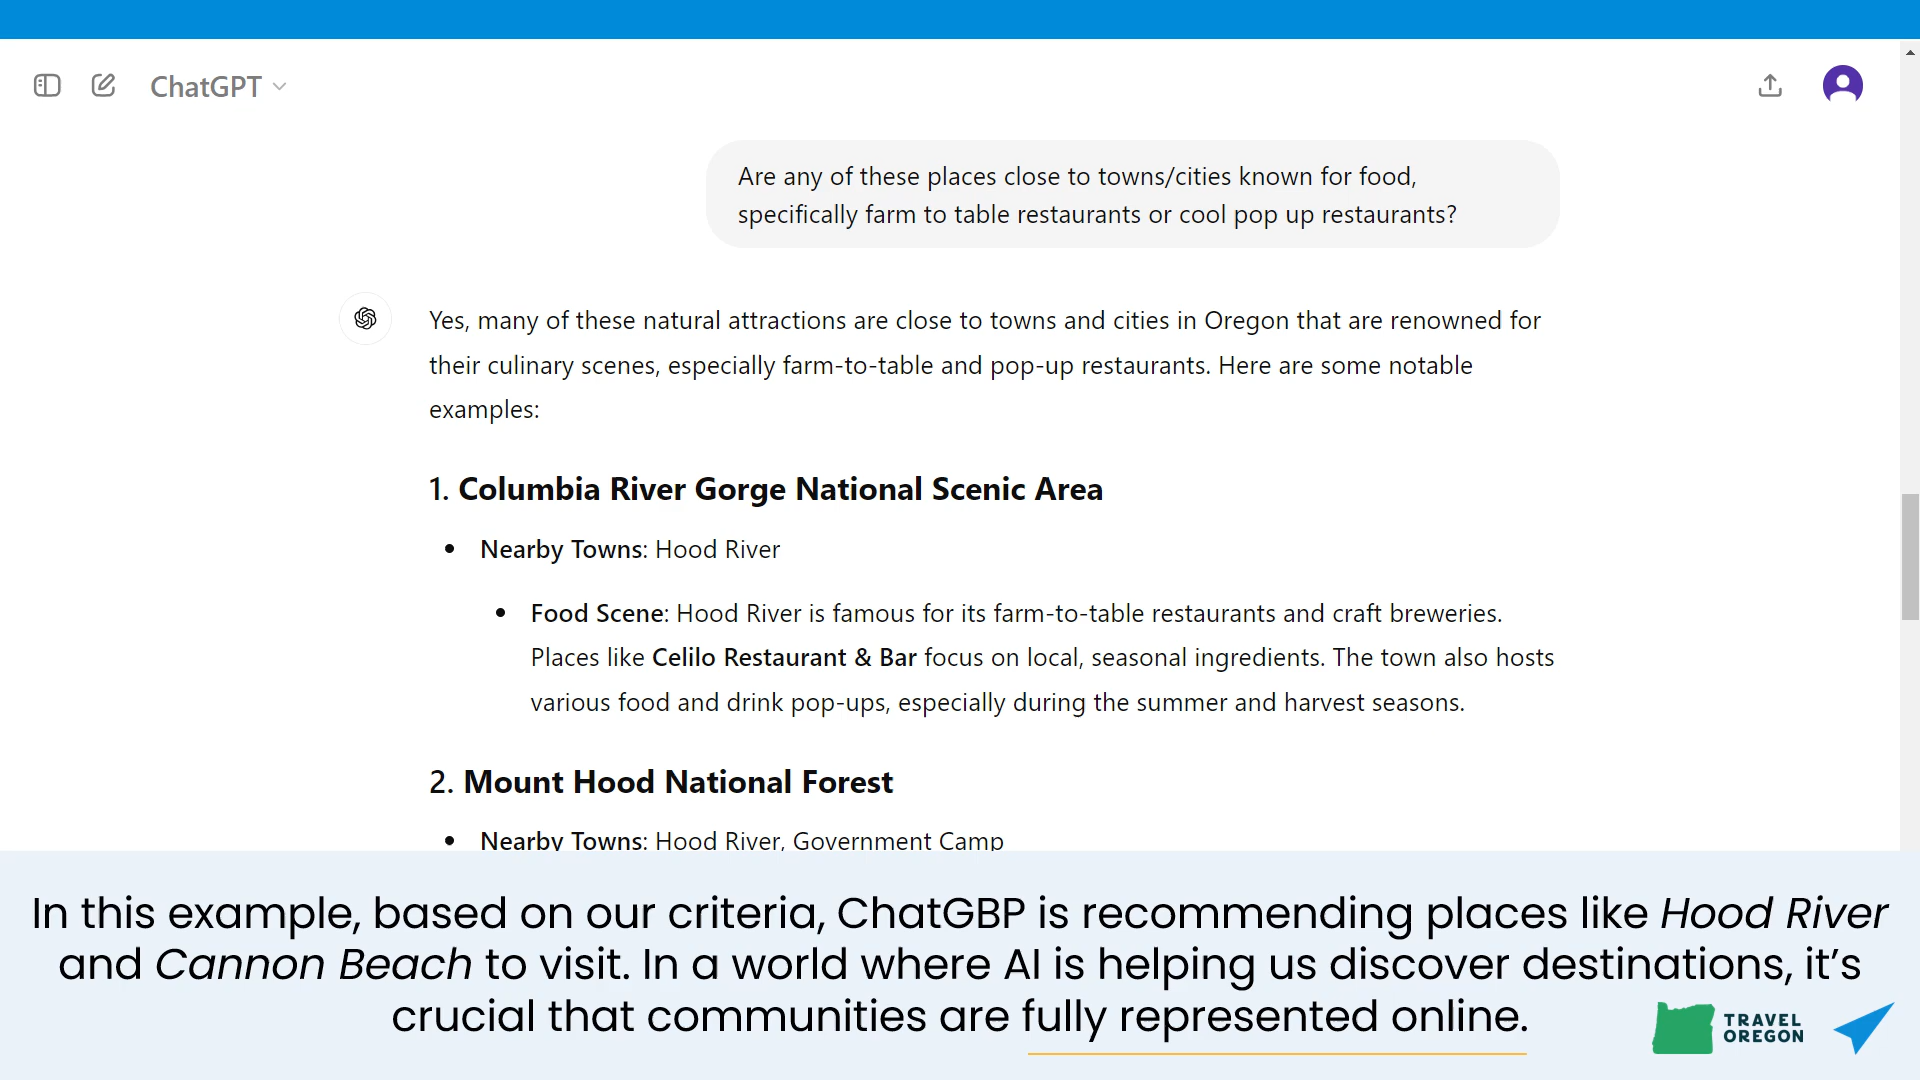 ChatGPT
Are any of these places close to towns/cities known for food,
specifically farm to table restaurants or cool pop up restaurants?
Yes, many of these natural attractions are close to towns and cities in Oregon that are renowned for
their culinary scenes, especially farm-to-table and pop-up restaurants. Here are some notable
examples:
1. Columbia River Gorge National Scenic Area
• Nearby Towns: Hood River
• Food Scene: Hood River is famous for its farm-to-table restaurants and craft breweries.
Places like Celilo Restaurant & Bar focus on local, seasonal ingredients. The town also hosts
various food and drink pop-ups, especially during the summer and harvest seasons.
2. Mount Hood National Forest
• Nearby Towns: Hood River, Government Camp
In this example, based on our criteria, ChatGBP is recommending places like Hood River
and Cannon Beach to visit. In a world where AI is helping us discover destinations, it’s
crucial that communities are fully represented online.
TRAVEL
OREGON